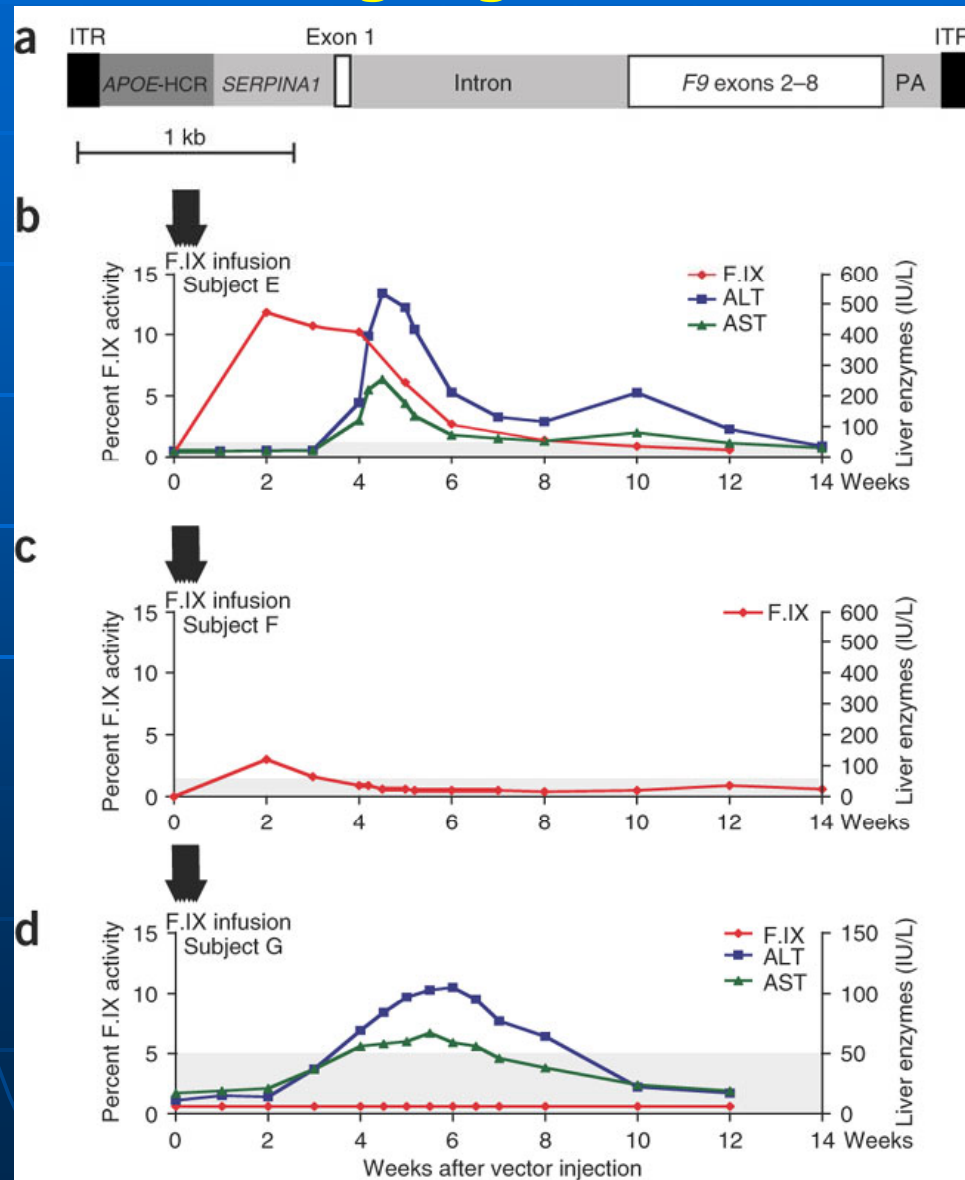 a
ITR Exon 1 ITR
APOE-HCR SERPINA1 Intron F9 exons 2–8 PA
1 kb
b
F.IX infusion
Subject E
Percent F.IX activity
15
10
5
0
F.IX
ALT
AST
600
500
400
300
200
100
0
Liver enzymes (IU/L)
0 2 4 6 8 10 12 14 Weeks
c
F.IX infusion
Subject F
Percent F.IX activity
15
10
5
0
F.IX
600
500
400
300
200
100
0
Liver enzymes (IU/L)
0 2 4 6 8 10 12 14 Weeks
d
F.IX infusion
Subject G
Percent F.IX activity
15
10
5
0
F.IX
ALT
AST
150
100
50
0
Liver enzymes (IU/L)
0 2 4 6 8 10 12 14 Weeks
Weeks after vector injection